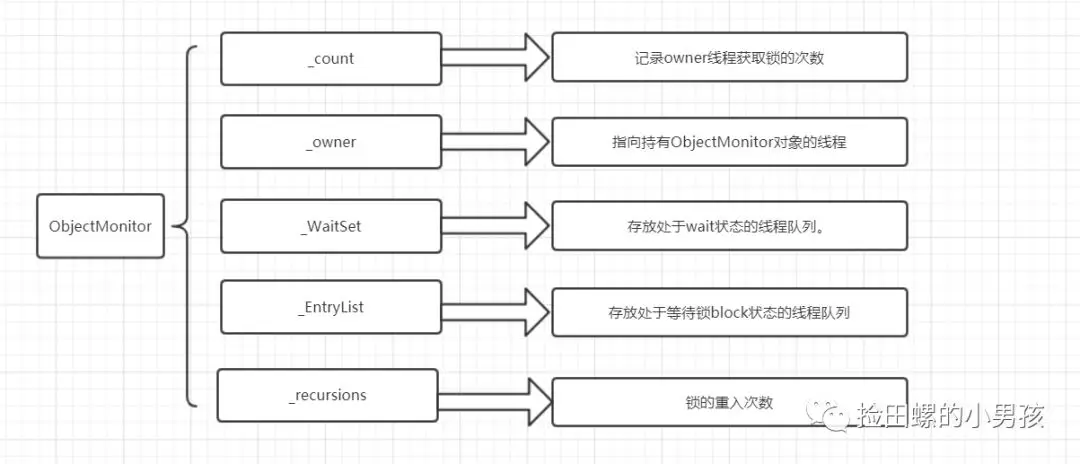 _count
记录owner线程获取锁的次数
_owner
指向持有ObjectMonitor对象的线程
ObjectMonitor
_WaitSet
存放处于wait状态的线程队列。
_EntryList
存放处于等待锁block状态的线程队列
_recursions
锁的重入次数
捡田螺的小男孩